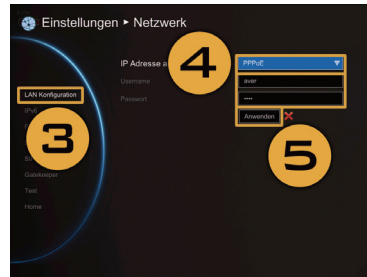 Einstellungen ▸ Netzwerk
IP Adresse a
PPPoE
Username
aver
Passwort
••••
Anwenden
LAN Konfiguration
IPv6
Gatekeeper
Test
Home
3
4
5